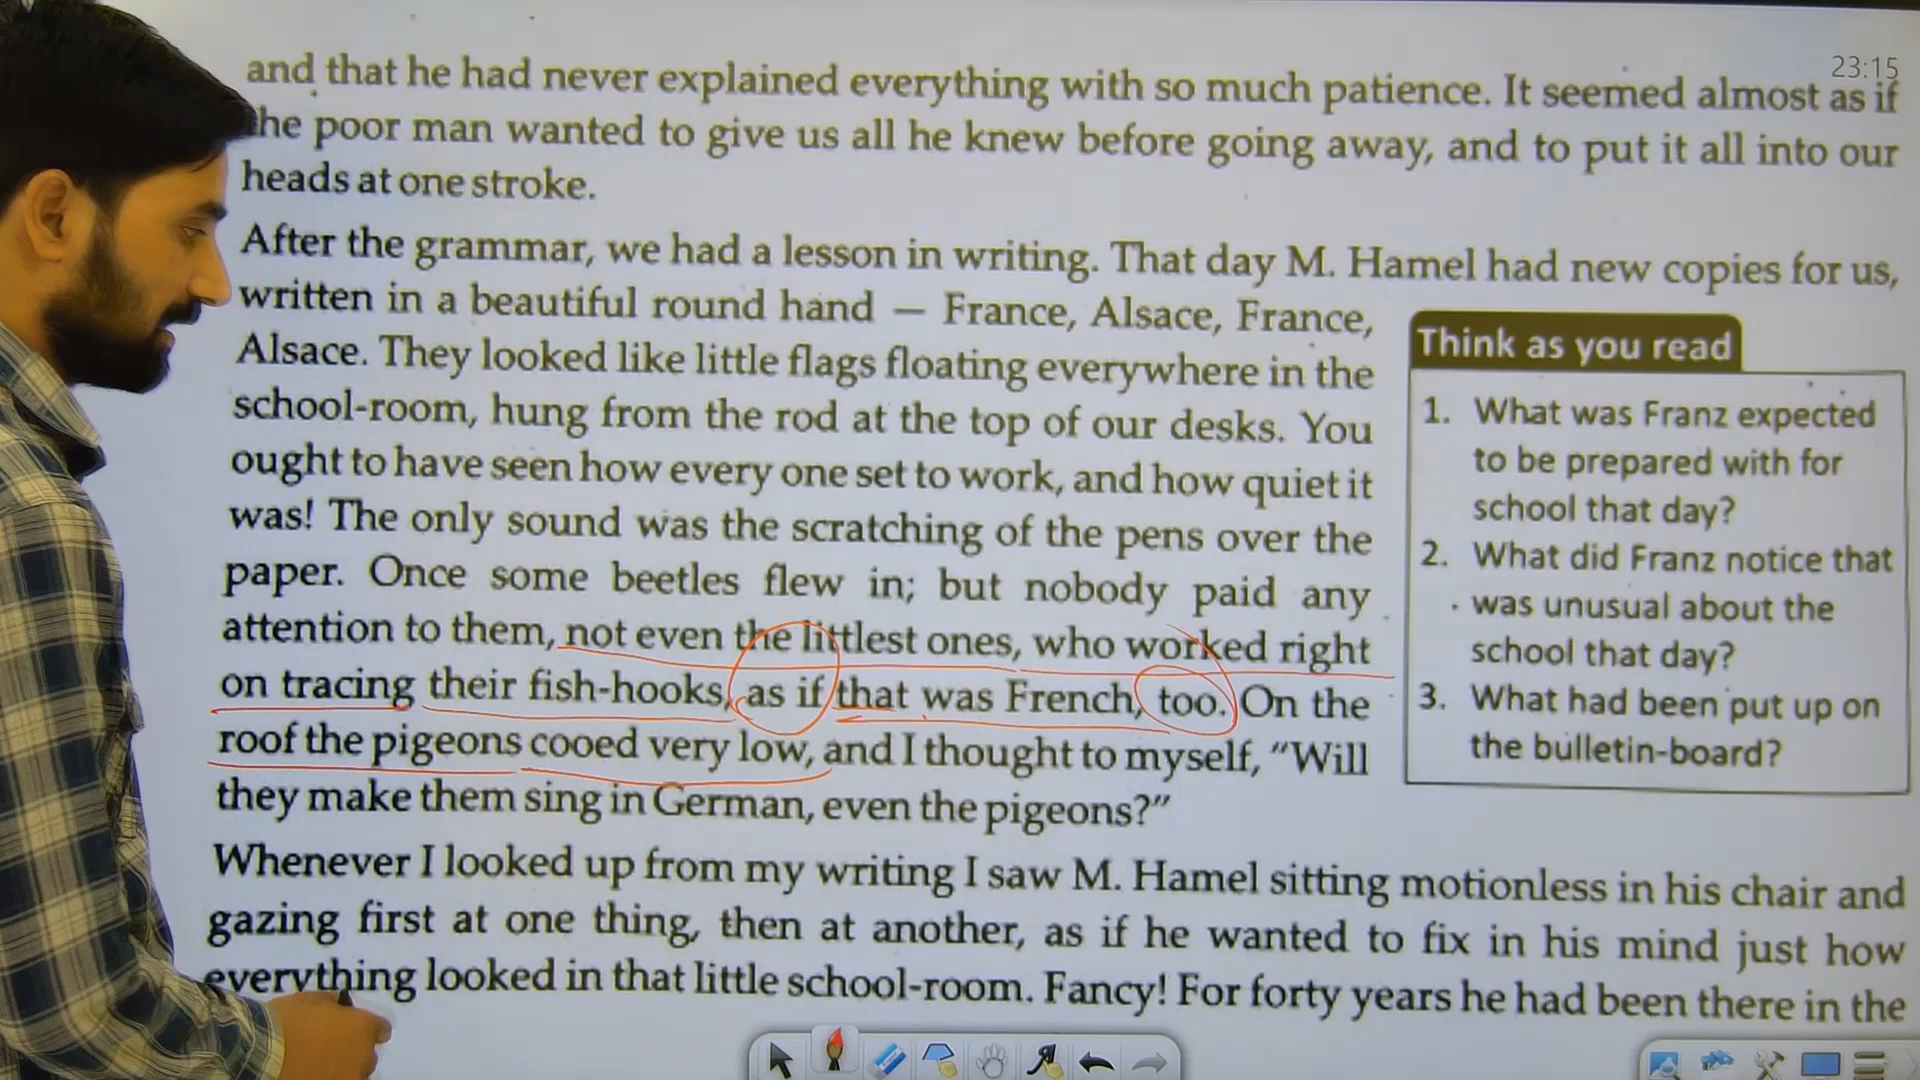 23:15
and that he had never explained everything with so much patience. It seemed almost as if
the poor man wanted to give us all he knew before going away, and to put it all into our
heads at one stroke.
After the grammar, we had a lesson in writing. That day M. Hamel had new copies for us,
written in a beautiful round hand — France, Alsace, France,
Alsace. They looked like little flags floating everywhere in the
school-room, hung from the rod at the top of our desks. You
ought to have seen how every one set to work, and how quiet it
was! The only sound was the scratching of the pens over the
paper. Once some beetles flew in; but nobody paid any
attention to them, not even the littlest ones, who worked right
on tracing their fish-hooks, as if that was French, too. On the
roof the pigeons cooed very low, and I thought to myself, “Will
they make them sing in German, even the pigeons?”
Think as you read
1. What was Franz expected
to be prepared with for
school that day?
2. What did Franz notice that
was unusual about the
school that day?
3. What had been put up on
the bulletin-board?
Whenever I looked up from my writing I saw M. Hamel sitting motionless in his chair and
gazing first at one thing, then at another, as if he wanted to fix in his mind just how
everything looked in that little school-room. Fancy! For forty years he had been there in the